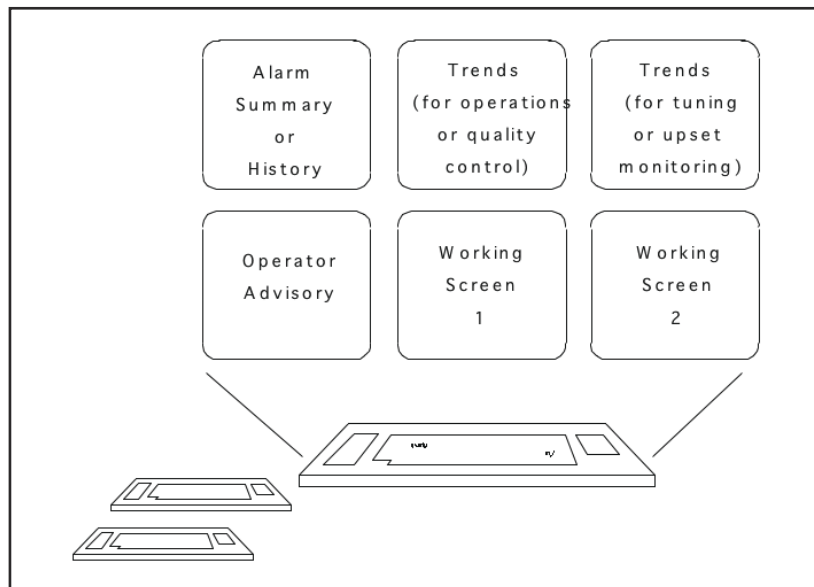 Alarm
Summary
or
History
Trends
(for operations
or quality
control)
Trends
(for tuning
or upset
monitoring)
Operator
Advisory
Working
Screen
1
Working
Screen
2